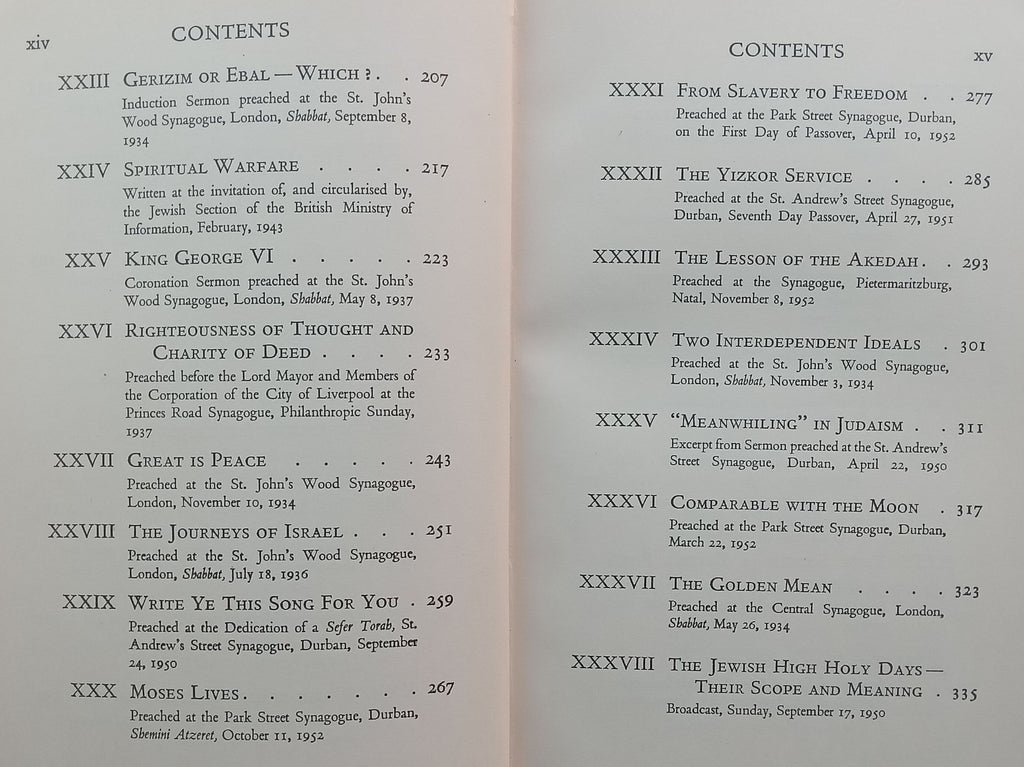 xiv
CONTENTS
XXIII GERIZIM OR EBAL — WHICH ? . . 207
Induction Sermon preached at the St. John's
Wood Synagogue, London, Shabbat, September 8,
1934
XXIV SPIRITUAL WARFARE . . . . 217
Written at the invitation of, and circularised by,
the Jewish Section of the British Ministry of
Information, February, 1943
XXV KING GEORGE VI . . . . . 223
Coronation Sermon preached at the St. John's
Wood Synagogue, London, Shabbat, May 8, 1937
XXVI RIGHTEOUSNESS OF THOUGHT AND
CHARITY OF DEED . . . . 233
Preached before the Lord Mayor and Members of
the Corporation of the City of Liverpool at the
Princes Road Synagogue, Philanthropic Sunday,
1937
XXVII GREAT IS PEACE . . . . . 243
Preached at the St. John's Wood Synagogue,
London, November 10, 1934
XXVIII THE JOURNEYS OF ISRAEL . . . 251
Preached at the St. John's Wood Synagogue,
London, Shabbat, July 18, 1936
XXIX WRITE YE THIS SONG FOR YOU . 259
Preached at the Dedication of a Sefer Torah, St.
Andrew's Street Synagogue, Durban, September
24, 1950
XXX MOSES LIVES . . . . . . 267
Preached at the Park Street Synagogue, Durban,
Shemini Atzeret, October 11, 1952
CONTENTS
xv
XXXI FROM SLAVERY TO FREEDOM . . 277
Preached at the Park Street Synagogue, Durban,
on the First Day of Passover, April 10, 1952
XXXII THE YIZKOR SERVICE . . . . 285
Preached at the St. Andrew's Street Synagogue,
Durban, Seventh Day Passover, April 27, 1951
XXXIII THE LESSON OF THE AKEDAH . . 293
Preached at the Synagogue, Pietermaritzburg,
Natal, November 8, 1952
XXXIV TWO INTERDEPENDENT IDEALS . 301
Preached at the St. John's Wood Synagogue,
London, Shabbat, November 3, 1934
XXXV "MEANWHILING" IN JUDAISM . . 311
Excerpt from Sermon preached at the St. Andrew's
Street Synagogue, Durban, April 22, 1950
XXXVI COMPARABLE WITH THE MOON . 317
Preached at the Park Street Synagogue, Durban,
March 22, 1952
XXXVII THE GOLDEN MEAN . . . . 323
Preached at the Central Synagogue, London,
Shabbat, May 26, 1934
XXXVIII THE JEWISH HIGH HOLY DAYS —
THEIR SCOPE AND MEANING . 335
Broadcast, Sunday, September 17, 1950